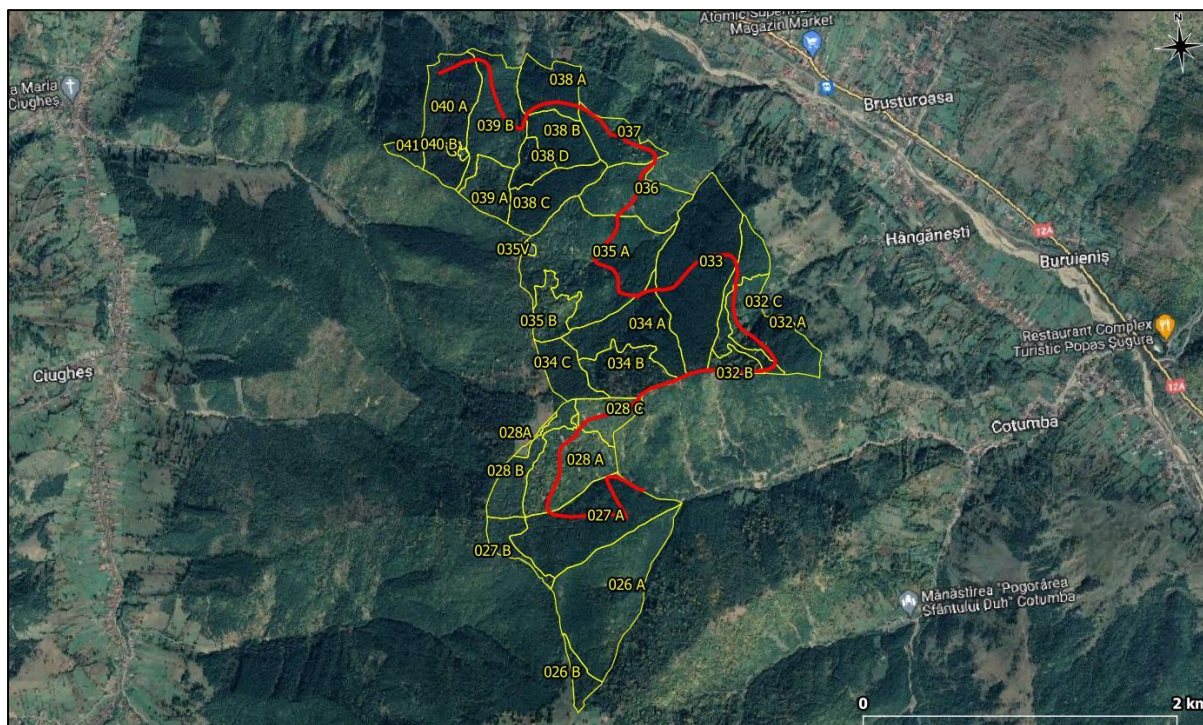 Atomic Super
Magazin Market
N
a Maria
Ciugheș
038 A
040 A
Brusturoasa
039 B
038 B
037
041
040 B
038 D
036
039 A
038 C
12A
Hângănești
035V
035 A
033
Buruieniș
032 C
035 B
034 A
032 A
Restaurant Complex
Turistic Popas Șugura
034 C
034 B
032 B
Ciugheș
12A
028 C
Cotumba
028A
028 A
028 B
027 A
027 B
026 A
Mănăstirea "Pogorârea
Sfântului Duh" Cotumba
026 B
0
2 km